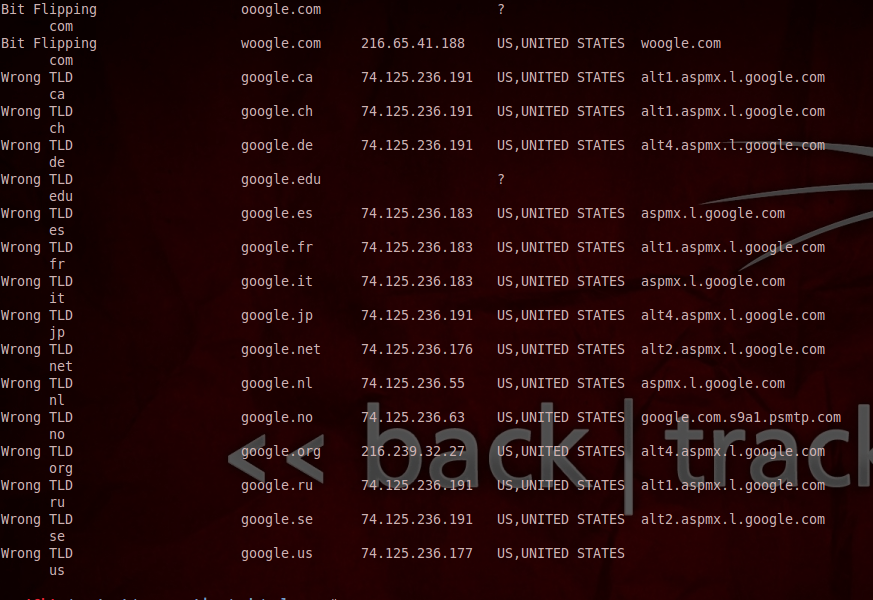 Bit Flipping ooogle.com ?
com
Bit Flipping woogle.com 216.65.41.188 US,UNITED STATES woogle.com
com
Wrong TLD google.ca 74.125.236.191 US,UNITED STATES alt1.aspmx.l.google.com
ca
Wrong TLD google.ch 74.125.236.191 US,UNITED STATES alt1.aspmx.l.google.com
ch
Wrong TLD google.de 74.125.236.191 US,UNITED STATES alt4.aspmx.l.google.com
de
Wrong TLD google.edu ?
edu
Wrong TLD google.es 74.125.236.183 US,UNITED STATES aspmx.l.google.com
es
Wrong TLD google.fr 74.125.236.183 US,UNITED STATES alt1.aspmx.l.google.com
fr
Wrong TLD google.it 74.125.236.183 US,UNITED STATES aspmx.l.google.com
it
Wrong TLD google.jp 74.125.236.191 US,UNITED STATES alt4.aspmx.l.google.com
jp
Wrong TLD google.net 74.125.236.176 US,UNITED STATES alt2.aspmx.l.google.com
net
Wrong TLD google.nl 74.125.236.55 US,UNITED STATES aspmx.l.google.com
nl
Wrong TLD google.no 74.125.236.63 US,UNITED STATES google.com.s9a1.psmtp.com
no
Wrong TLD google.org 216.239.32.27 US,UNITED STATES alt4.aspmx.l.google.com
org
Wrong TLD google.ru 74.125.236.191 US,UNITED STATES alt1.aspmx.l.google.com
ru
Wrong TLD google.se 74.125.236.191 US,UNITED STATES alt2.aspmx.l.google.com
se
Wrong TLD google.us 74.125.236.177 US,UNITED STATES
us
<< back | track